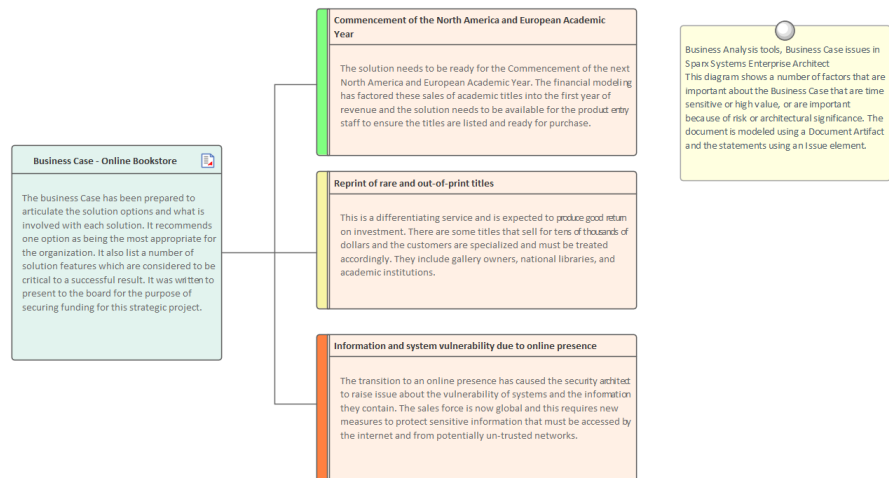 Business Case - Online Bookstore
The business Case has been prepared to
articulate the solution options and what is
involved with each solution. It recommends
one option as being the most appropriate for
the organization. It also list a number of
solution features which are considered to be
critical to a successful result. It was written to
present to the board for the purpose of
securing funding for this strategic project.
Commencement of the North America and European Academic
Year
The solution needs to be ready for the Commencement of the next
North America and European Academic Year. The financial modeling
has factored these sales of academic titles into the first year of
revenue and the solution needs to be available for the product entry
staff to ensure the titles are listed and ready for purchase.
Reprint of rare and out-of-print titles
This is a differentiating service and is expected to produce good return
on investment. There are some titles that sell for tens of thousands of
dollars and the customers are specialized and must be treated
accordingly. They include gallery owners, national libraries, and
academic institutions.
Information and system vulnerability due to online presence
The transition to an online presence has caused the security architect
to raise issue about the vulnerability of systems and the information
they contain. The sales force is now global and this requires new
measures to protect sensitive information that must be accessed by
the internet and from potentially un-trusted networks.
Business Analysis tools, Business Case issues in
Sparx Systems Enterprise Architect
This diagram shows a number of factors that are
important about the Business Case that are time
sensitive or high value, or are important
because of risk or architectural significance. The
document is modeled using a Document Artifact
and the statements using an Issue element.